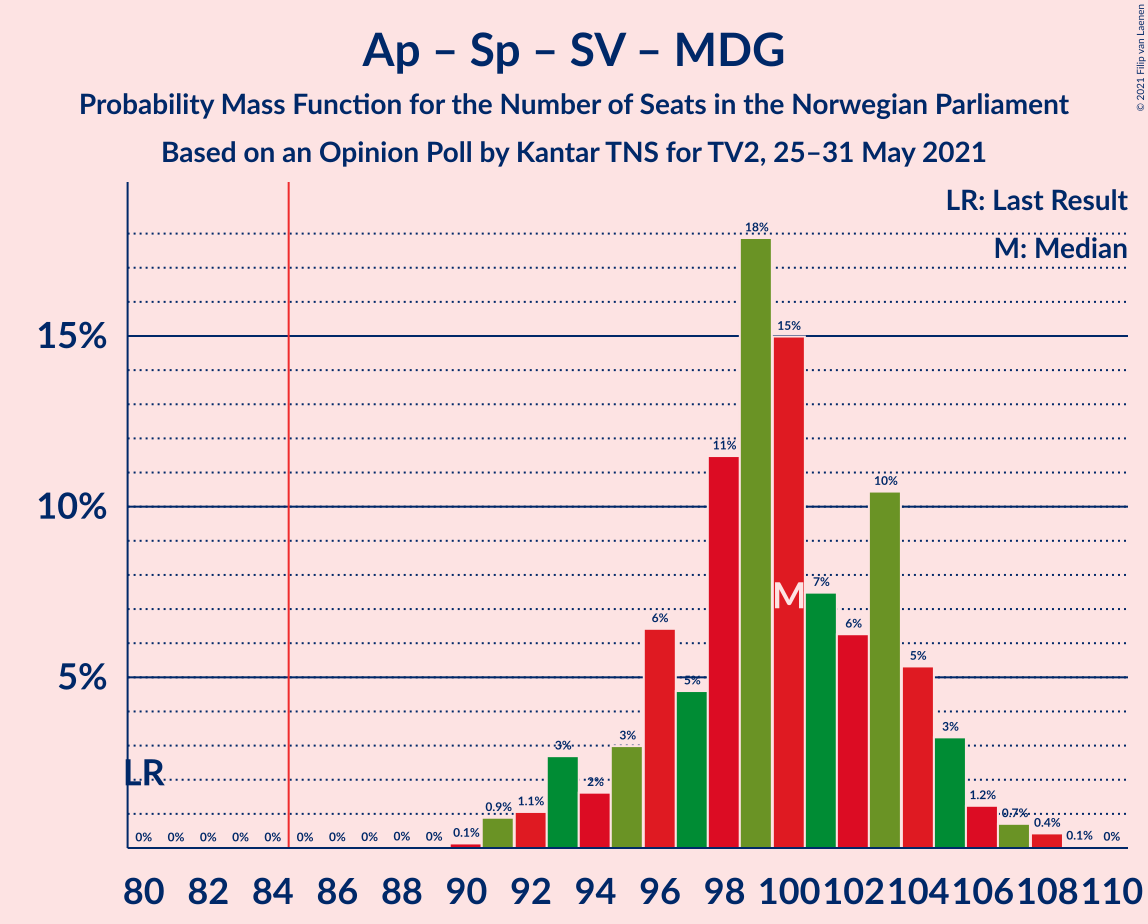 Ap – Sp – SV – MDG
Probability Mass Function for the Number of Seats in the Norwegian Parliament
Based on an Opinion Poll by Kantar TNS for TV2, 25–31 May 2021
© 2021 Filip van Laenen
LR: Last Result
M: Median
15%
10%
5%
LR
M
0% 0% 0% 0% 0% 0% 0% 0% 0% 0% 0.1% 0.9% 1.1% 3% 2% 3% 6% 5% 11% 18% 15% 7% 6% 10% 5% 3% 1.2% 0.7% 0.4% 0.1% 0%
80 82 84 86 88 90 92 94 96 98 100 102 104 106 108 110